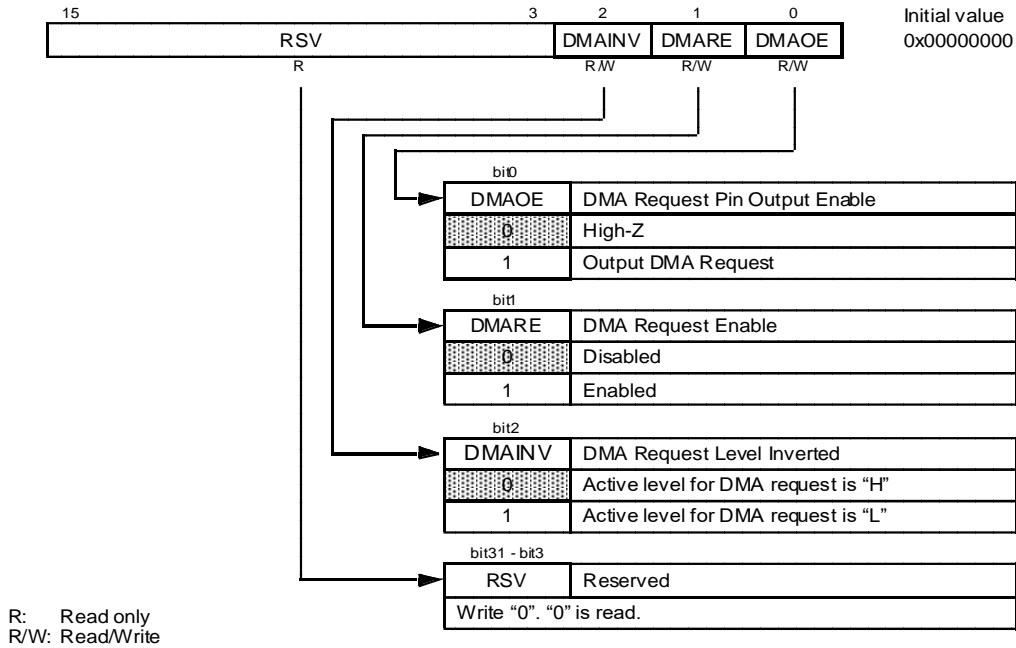 15 3 2 1 0 Initial value
RSV DMAINV DMARE DMAOE 0x00000000
R R/W R/W R/W
bit0
DMAOE DMA Request Pin Output Enable
0 High-Z
1 Output DMA Request
bit1
DMARE DMA Request Enable
0 Disabled
1 Enabled
bit2
DMAINV DMA Request Level Inverted
0 Active level for DMA request is “H”
1 Active level for DMA request is “L”
bit31 - bit3
RSV Reserved
Write “0”. “0” is read.
R: Read only
R/W: Read/Write